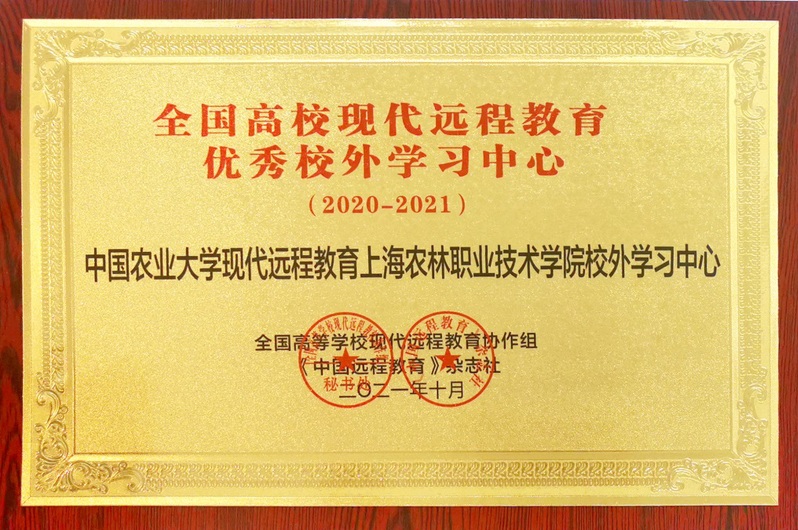 全国高校现代远程教育
优秀校外学习中心
（2020-2021）
中国农业大学现代远程教育上海农林职业技术学院校外学习中心
全国高等学校现代远程教育协作组
《中国远程教育》杂志社
二〇二一年十月
秘书处